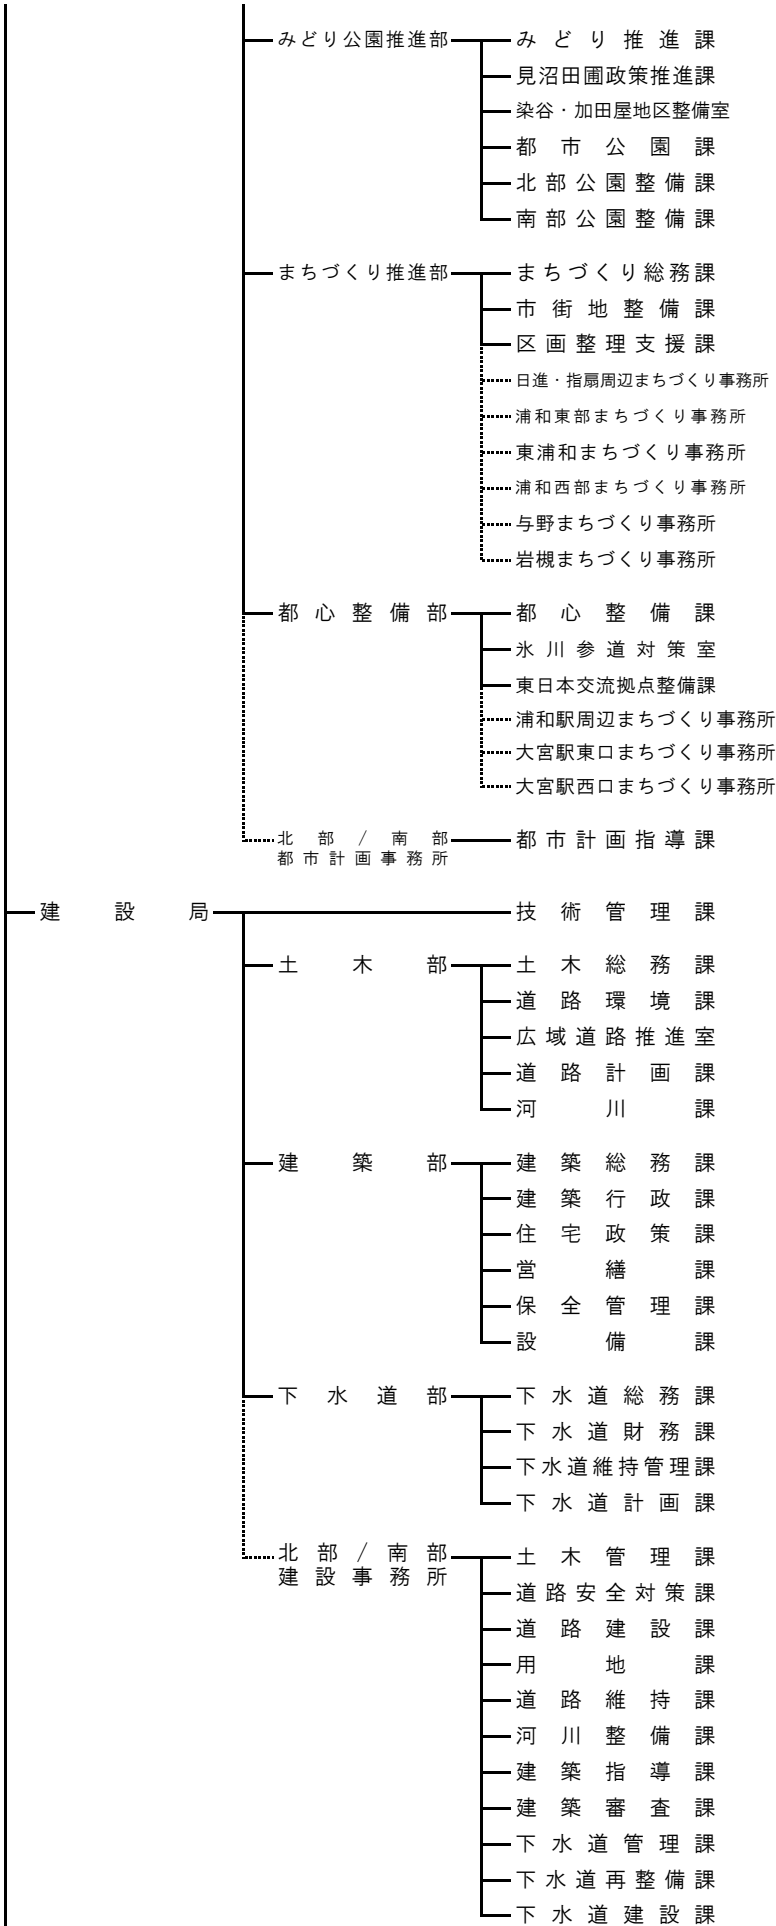 みどり公園推進部 みどり推進課
見沼田圃政策推進課
染谷・加田屋地区整備室
都市公園課
北部公園整備課
南部公園整備課
まちづくり推進部 まちづくり総務課
市街地整備課
区画整理支援課
日進・指扇周辺まちづくり事務所
浦和東部まちづくり事務所
東浦和まちづくり事務所
浦和西部まちづくり事務所
与野まちづくり事務所
岩槻まちづくり事務所
都心整備部 都心整備課
氷川参道対策室
東日本交流拠点整備課
浦和駅周辺まちづくり事務所
大宮駅東口まちづくり事務所
大宮駅西口まちづくり事務所
北部/南部
都市計画事務所 都市計画指導課
建設局 技術管理課
土木部 土木総務課
道路環境課
広域道路推進室
道路計画課
河川課
建築部 建築総務課
建築行政課
住宅政策課
営繕課
保全管理課
設備課
下水道部 下水道総務課
下水道財務課
下水道維持管理課
下水道計画課
北部/南部
建設事務所 土木管理課
道路安全対策課
道路建設課
用地課
道路維持課
河川整備課
建築指導課
建築審査課
下水道管理課
下水道再整備課
下水道建設課